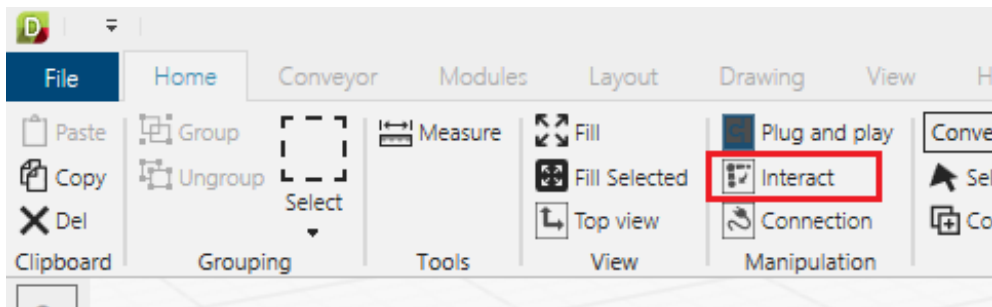 D
File Home Conveyor Modules Layout Drawing View
Paste Group Measure Fill Plug and play
Copy Ungroup Select Fill Selected Interact
Del Top view Connection
Clipboard Grouping Tools View Manipulation